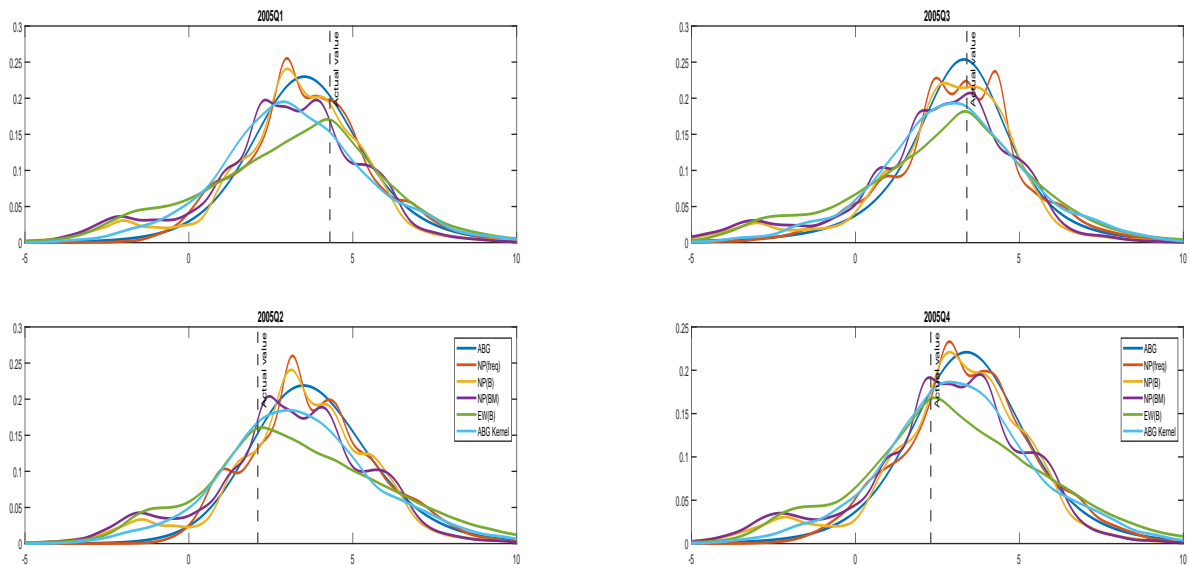 2005Q1
0.3
0.25
0.2
0.15
0.1
0.05
0
-5
0
5
10
Actual value
2005Q3
0.3
0.25
0.2
0.15
0.1
0.05
0
-5
0
5
10
Actual value
2005Q2
0.3
0.25
0.2
0.15
0.1
0.05
0
-5
0
5
10
Actual value
ABG
NP(freq)
NP(B)
NP(BM)
EW(B)
ABG Kernel
2005Q4
0.25
0.2
0.15
0.1
0.05
0
-5
0
5
10
Actual value
ABG
NP(freq)
NP(B)
NP(BM)
EW(B)
ABG Kernel